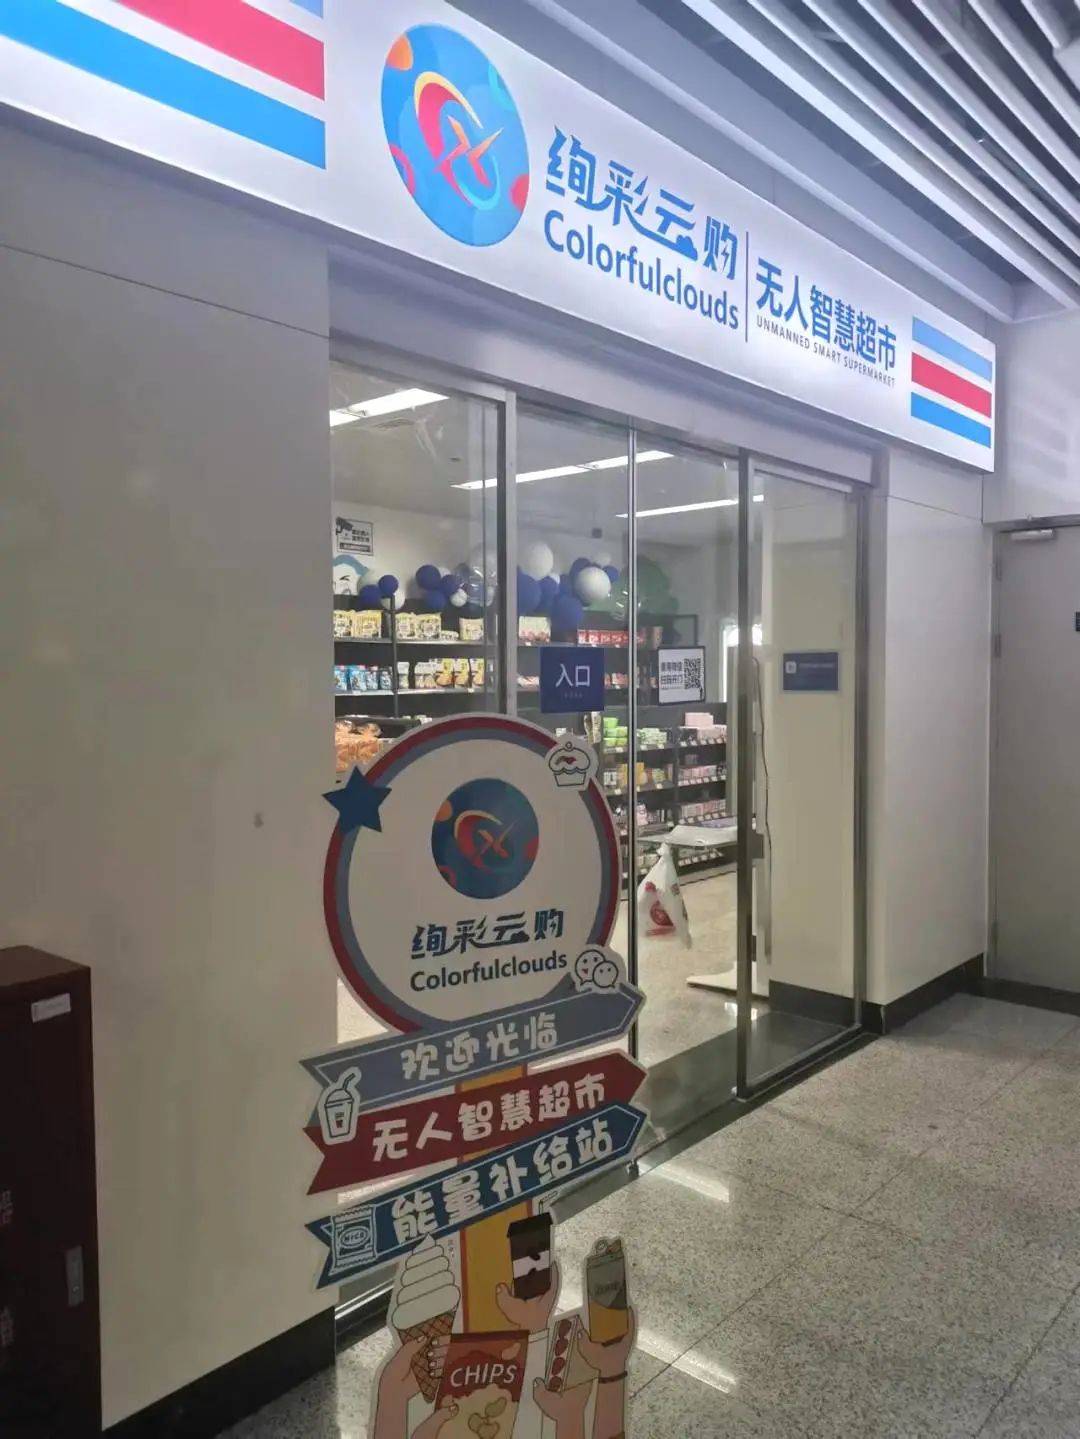 绚彩云购
Colorfulclouds
无人智慧超市
UNMANNED SMART SUPERMARKET
入口
绚彩云购
Colorfulclouds
欢迎光临
无人智慧超市
能量补给站
NICE
CHIPS